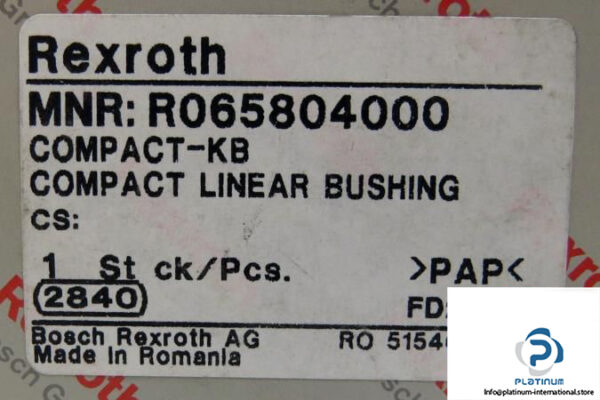 Rexroth
MNR: R065804000
COMPACT-KB
COMPACT LINEAR BUSHING
CS:
1 St ck/Pcs. >PAP<
2840
Bosch Rexroth AG
Made in Romania
PLATINUM
Info@platinum-international.store